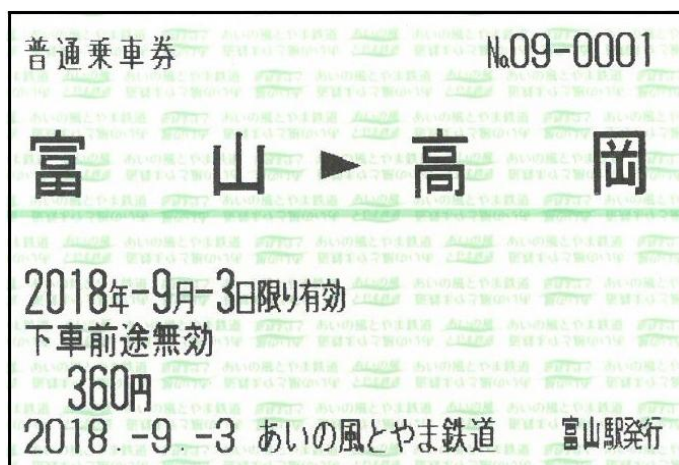 普通乗車券 №09-0001
富山▶高岡
2018年-9月-3日限り有効
下車前途無効
360円
2018.-9.-3 あいの風とやま鉄道 富山駅発行